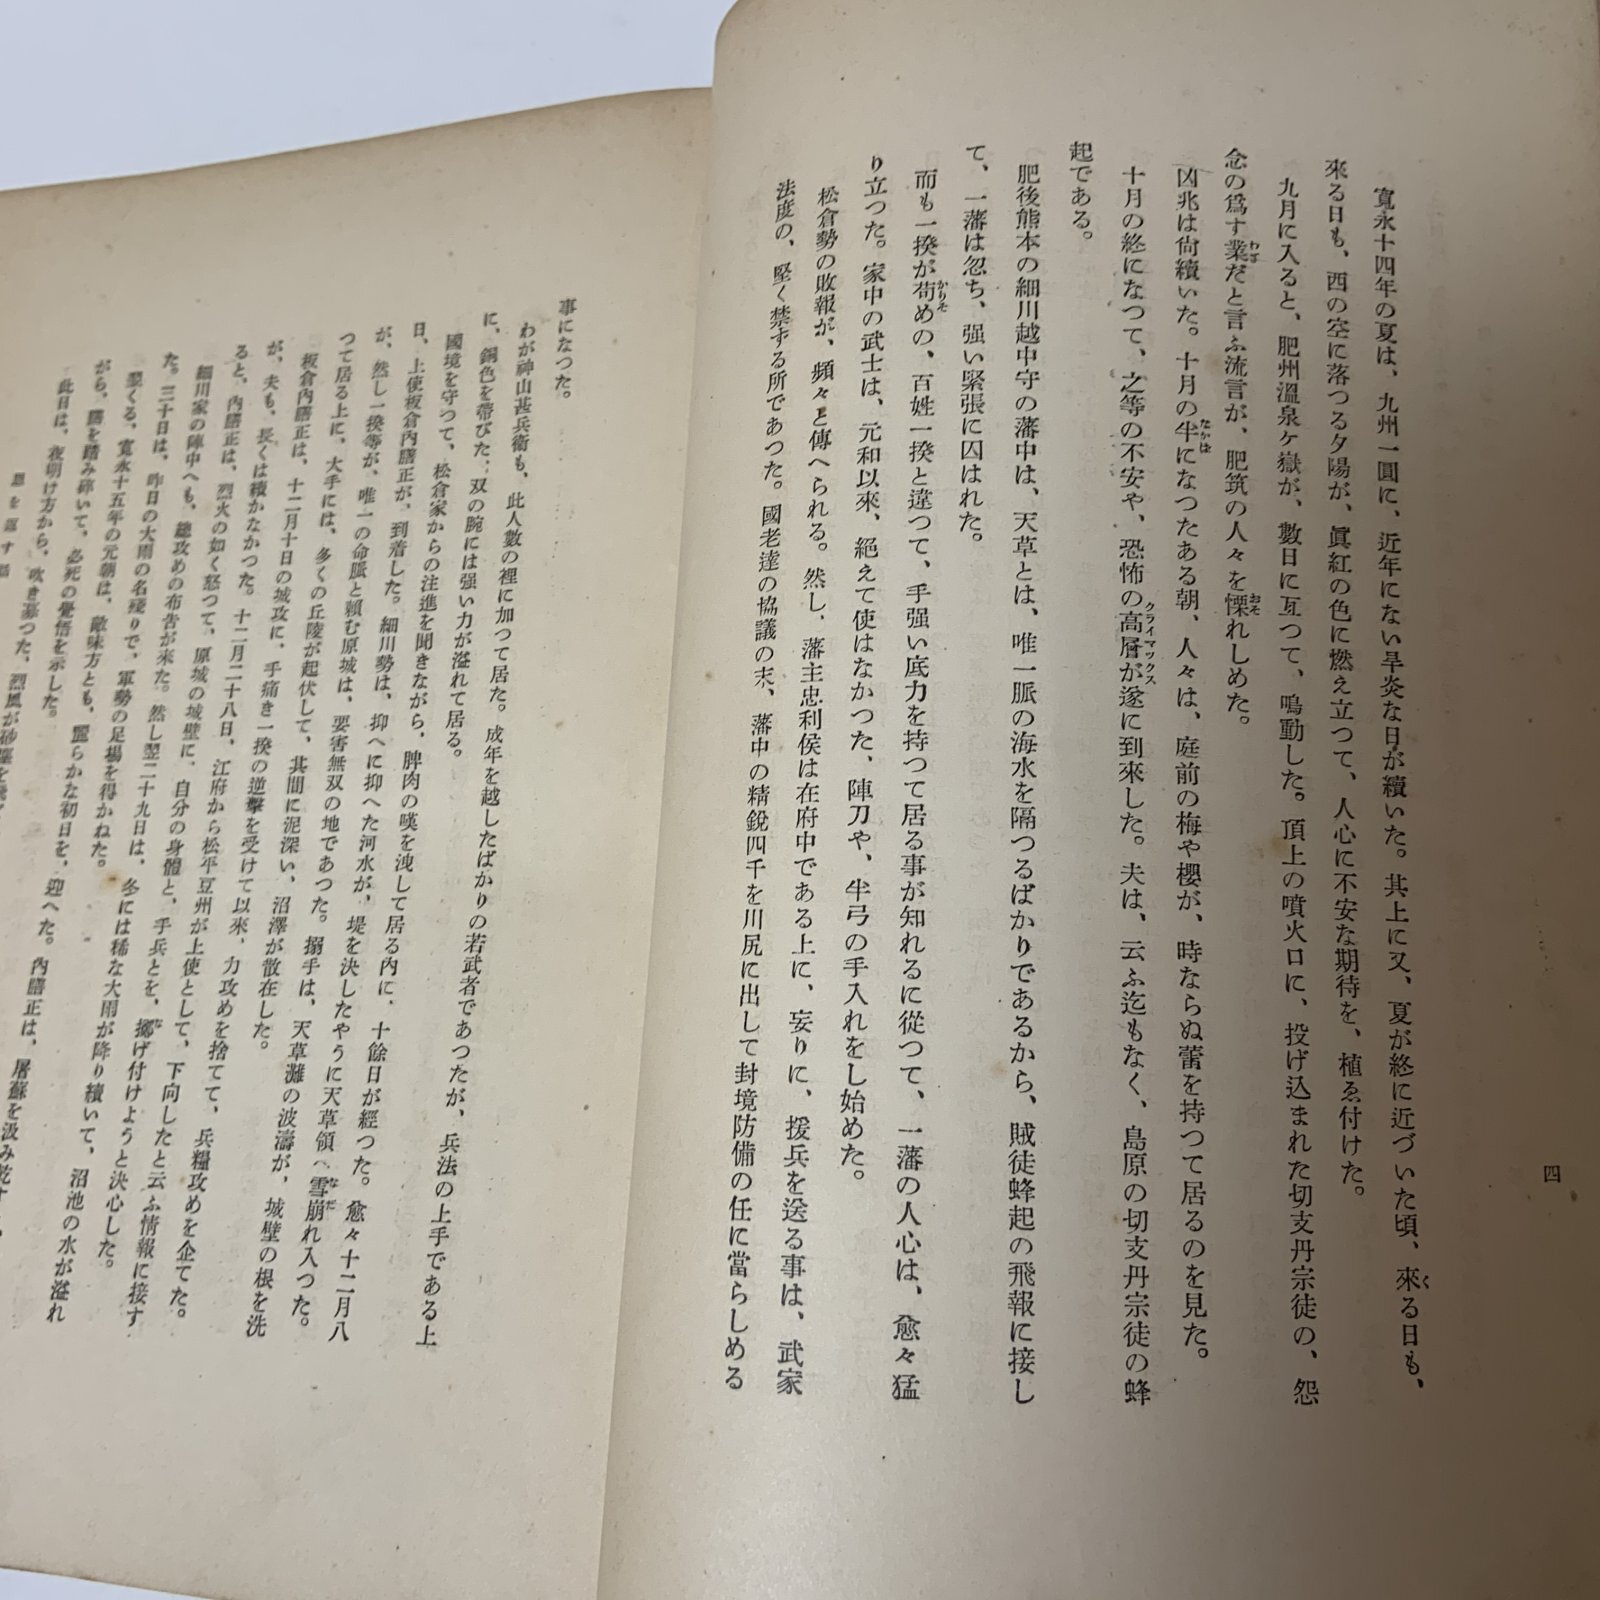 四
寬永十四年の夏は、九州一圓に、近年にない旱炎な日が續いた。其上に又、夏が終に近づいた頃、來る日も、
來る日も、西の空に落つる夕陽が、眞紅の色に燃え立つて、人心に不安な期待を、植ゑ付けた。
九月に入ると、肥州溫泉ケ嶽が、數日に亙つて、鳴動した。頂上の噴火口に、投げ込まれた切支丹宗徒の、怨
念の爲す業だと言ふ流言が、肥筑の人々を慄れしめた。
凶兆は尙續いた。十月の半になつたある朝、人々は、庭前の梅や櫻が、時ならぬ蕾を持つて居るのを見た。
十月の終になつて、之等の不安や、恐怖の高層が遂に到來した。夫は、云ふ迄もなく、島原の切支丹宗徒の蜂
起である。
肥後熊本の細川越中守の藩中は、天草とは、唯一脈の海水を隔つるばかりであるから、賊徒蜂起の飛報に接し
て、一藩は忽ち、强い緊張に囚はれた。
而も一揆が苟めの、百姓一揆と違つて、手强い底力を持つて居る事が知れるに從つて、一藩の人心は、愈々猛
り立つた。家中の武士は、元和以來、絕えて使はなかつた、陣刀や、半弓の手入れをし始めた。
松倉勢の敗報が、頻々と傳へられる。然し、藩主忠利侯は在府中である上に、妄りに、援兵を送る事は、武家
法度の、堅く禁ずる所であつた。國老達の協議の末、藩中の精銳四千を川尻に出して封境防備の任に當らしめる
事になつた。
わが神山甚兵衞も、此人數の裡に加つて居た。成年を越したばかりの若武者であつたが、兵法の上手である上
に、銅色を帶びた、双の腕には强い力が溢れて居る。
國境を守つて、松倉家からの注進を聞きながら、脾肉の嘆を洩して居る內に、十餘日が經つた。愈々十二月八
日、上使板倉內膳正が、到着した。細川勢は、抑へに抑へた河水が、堤を決したやうに天草領へ雪崩れ入つた。
が、然し一揆等が、唯一の命脈と賴む原城は、要害無双の地であつた。搦手は、天草灘の波濤が、城壁の根を洗
つて居る上に、大手には、多くの丘陵が起伏して、其間に泥深い、沼澤が散在した。
板倉內膳正は、十二月十日の城攻に、手痛き一揆の逆擊を受けて以來、力攻めを捨てて、兵糧攻めを企てた。
が、夫も、長くは續かなかつた。十二月二十八日、江府から松平豆州が上使として、下向したと云ふ情報に接す
ると、內膳正は、烈火の如く怒つて、原城の城壁に、自分の身體と、手兵とを、擲げ付けようと決心した。
細川家の陣中へも、總攻めの布吿が來た。然し翌二十九日は、冬には稀な大雨が降り續いて、沼池の水が溢れ
た。三十日は、昨日の大雨の名殘りで、軍勢の足場を得かねた。
翌くる、寬永十五年の元朝は、敵味方とも、麗らかな初日を、迎へた。內膳正は、屠蘇を汲み乾す
がら、膳を踏み碎いて、必死の覺悟を示した。
此日は、夜明け方から、吹き募つた、烈風が砂塵を
恩を返す話